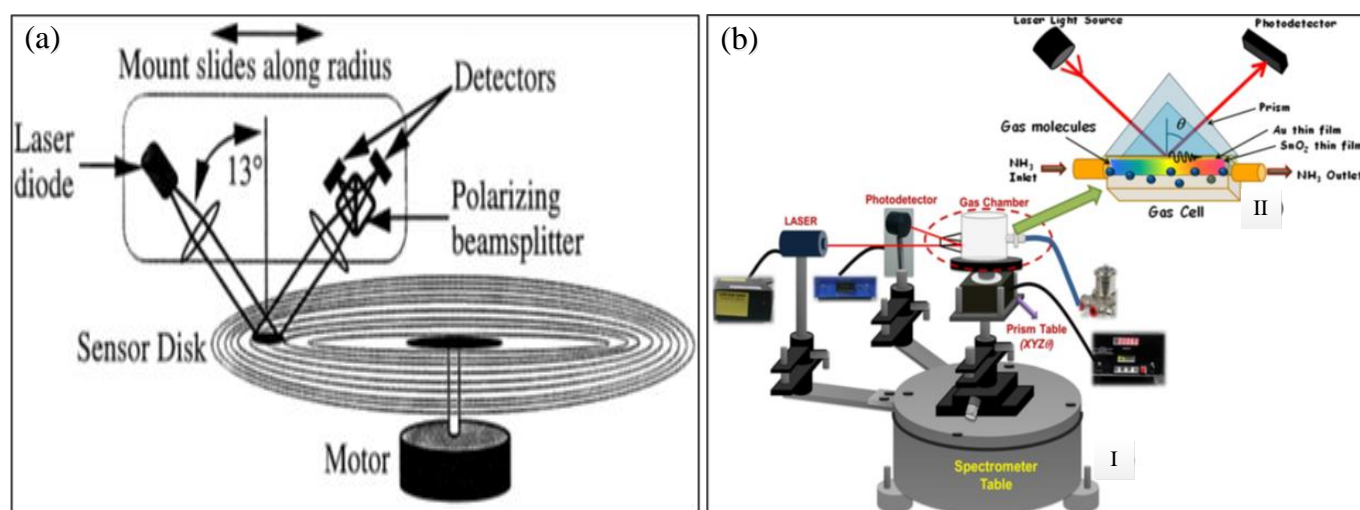 (a)
Mount slides along radius
Detectors
Laser
diode
13°
Polarizing
beamsplitter
Sensor Disk
Motor
(b)
Laser Light Source
Photodetector
Prism
θ
Gas molecules
Au thin film
SnO₂ thin film
NH₃
Inlet
NH₃ Outlet
Gas Cell
II
Photodetector
Gas Chamber
LASER
Prism Table
(XYZθ)
I
Spectrometer
Table